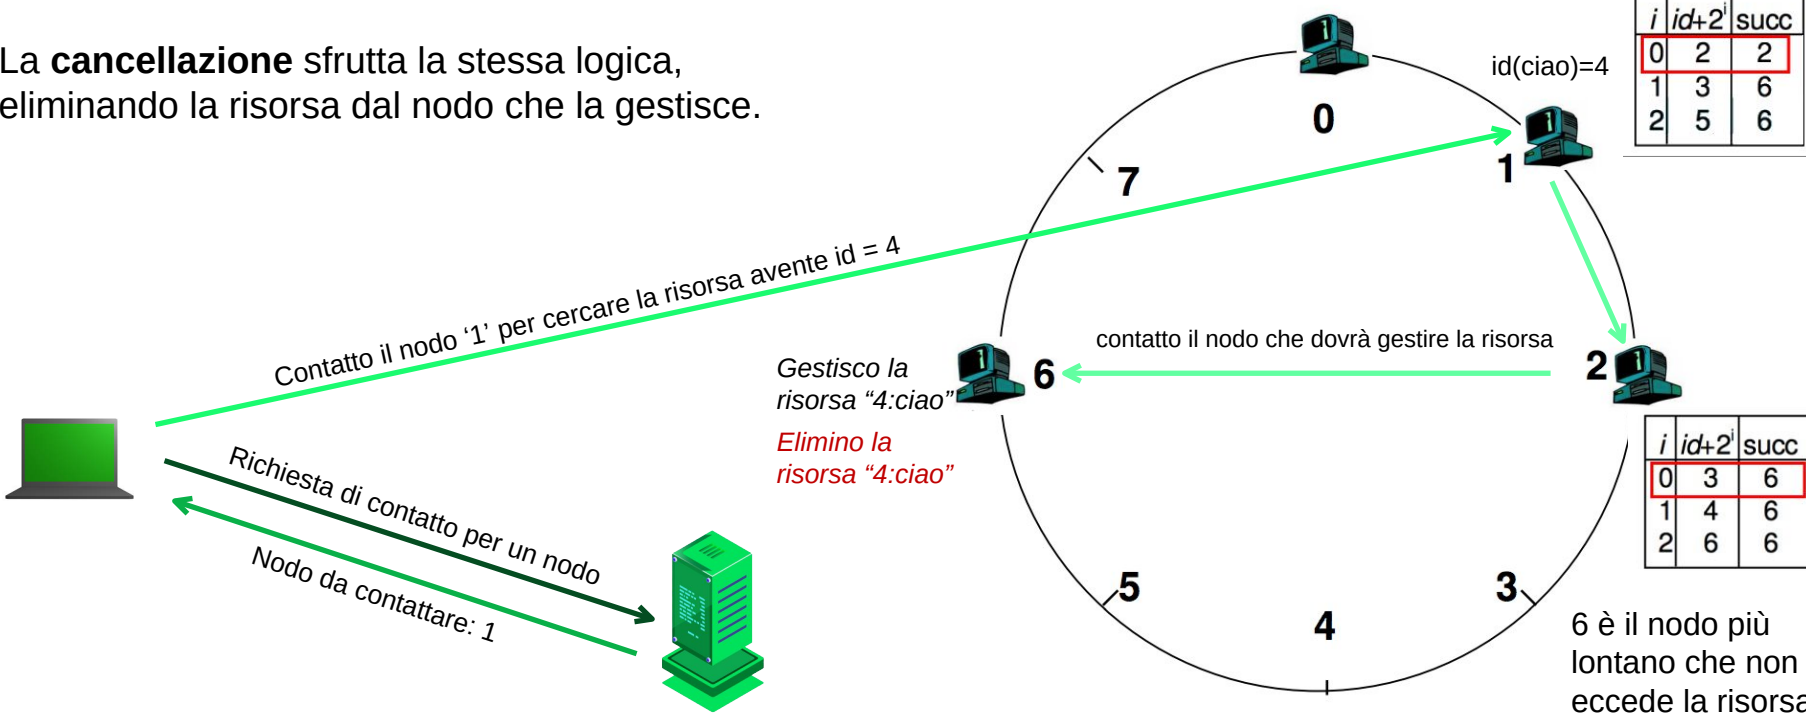 La cancellazione sfrutta la stessa logica,
eliminando la risorsa dal nodo che la gestisce.
id(ciao)=4
i id+2^i succ
0 2 2
1 3 6
2 5 6
0
1
7
Contatto il nodo ‘1’ per cercare la risorsa avente id = 4
contatto il nodo che dovrà gestire la risorsa
2
6
Gestisco la
risorsa “4:ciao”
Elimino la
risorsa “4:ciao”
i id+2^i succ
0 3 6
1 4 6
2 6 6
Richiesta di contatto per un nodo
Nodo da contattare: 1
5
4
3
6 è il nodo più
lontano che non
eccede la risorsa